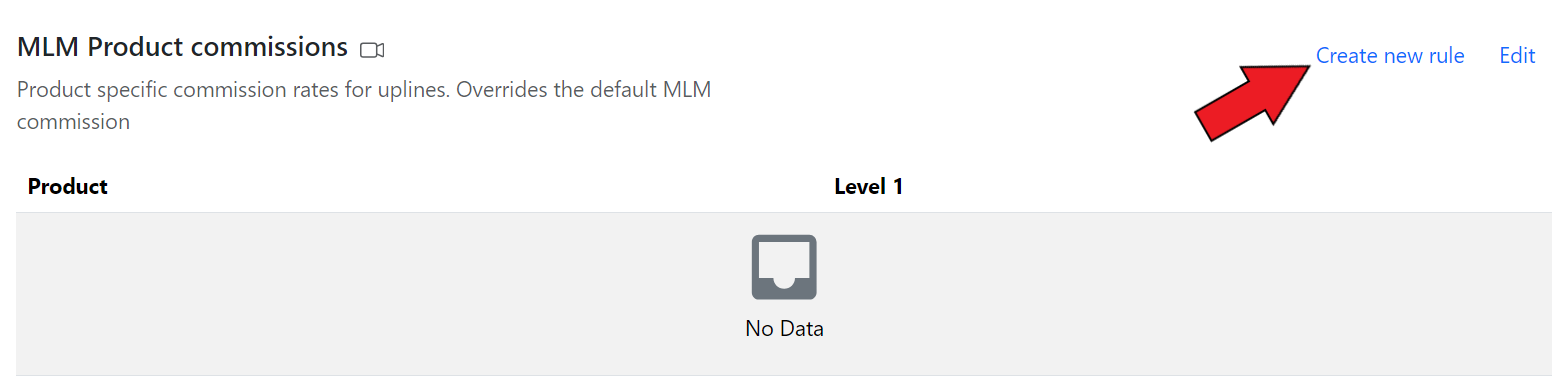 MLM Product commissions
Create new rule Edit
Product specific commission rates for uplines. Overrides the default MLM
commission
Product Level 1
No Data